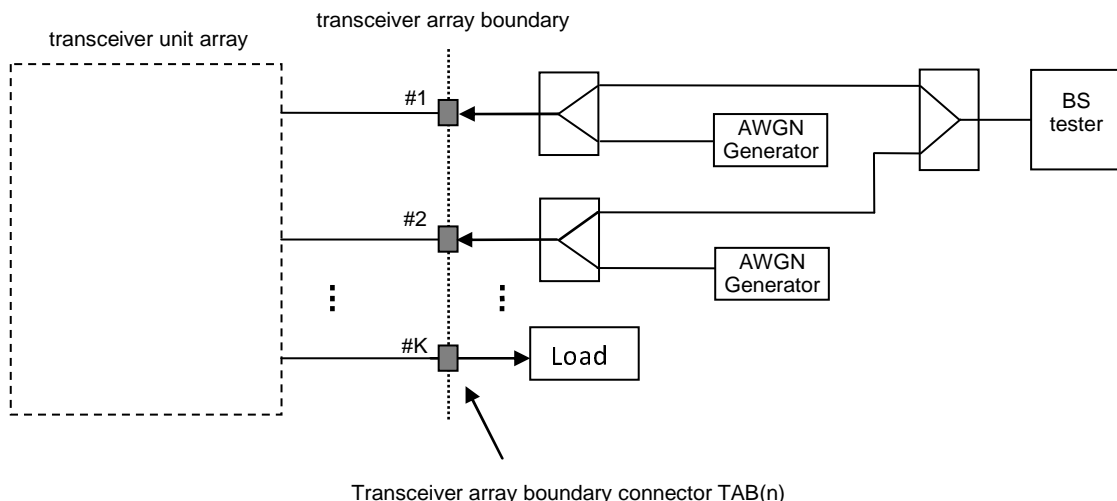 transceiver array boundary
transceiver unit array
#1
BS
tester
AWGN
Generator
#2
AWGN
Generator
#K
Load
Transceiver array boundary connector TAB(n)